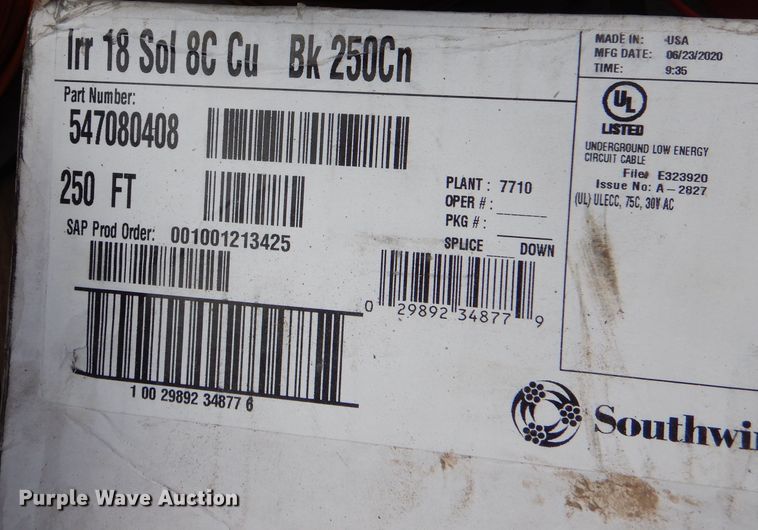 Irr 18 Sol 8C Cu Bk 250Cn
Part Number:
547080408
250 FT
SAP Prod Order: 001001213425
1 00 29892 34877 6
PLANT : 7710
OPER # :
PKG # :
SPLICE ___ DOWN
0 29892 34877 9
MADE IN: USA
MFG DATE: 06/23/2020
TIME: 9:35
UL
LISTED
UNDERGROUND LOW ENERGY
CIRCUIT CABLE
File# E323920
Issue No: A-2827
(UL) ULECC, 75C, 30V AC
Southwir
Purple Wave Auction